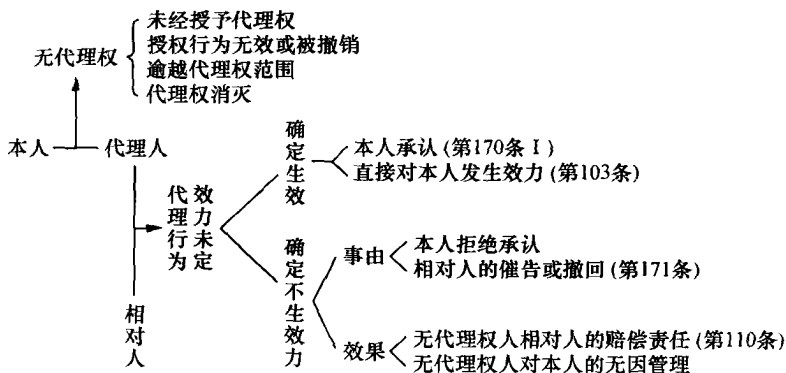 无代理权
未经授予代理权
授权行为无效或被撤销
逾越代理权范围
代理权消灭
本人
代理人
相对人
代理行为
效力未定
确定生效
本人承认(第170条Ⅰ)
直接对本人发生效力(第103条)
确定不生效力
事由
本人拒绝承认
相对人的催告或撤回(第171条)
效果
无代理权人相对人的赔偿责任(第110条)
无代理权人对本人的无因管理